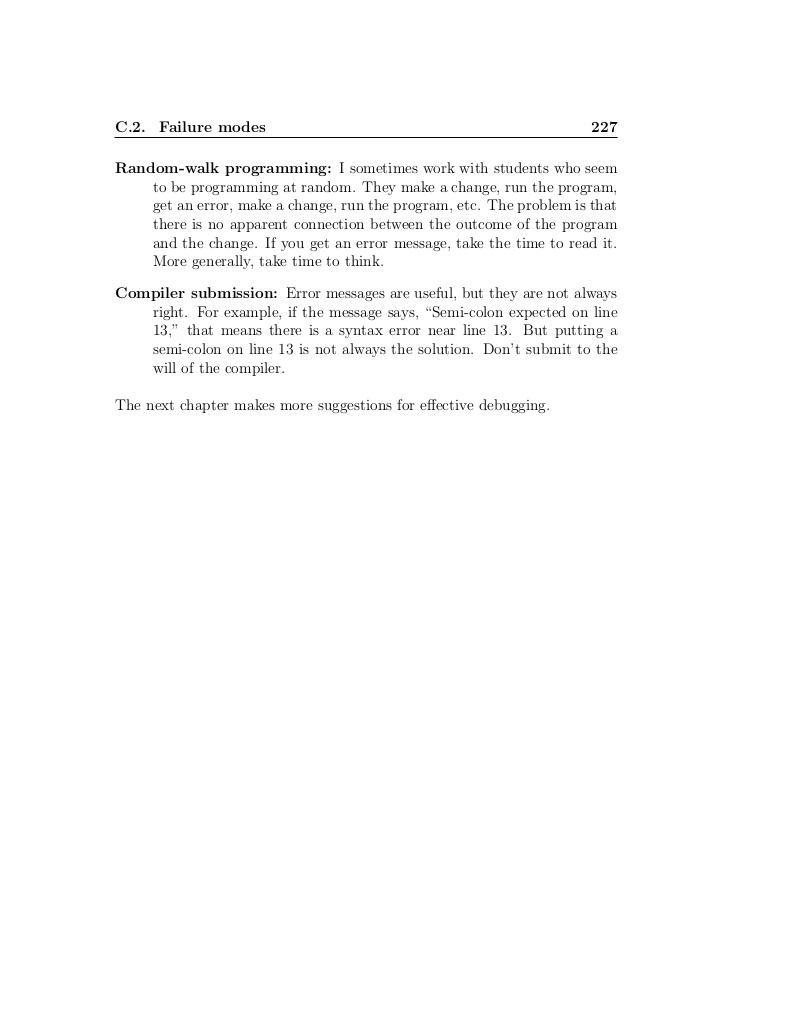 C.2. Failure modes 227
Random-walk programming: I sometimes work with students who seem
to be programming at random. They make a change, run the program,
get an error, make a change, run the program, etc. The problem is that
there is no apparent connection between the outcome of the program
and the change. If you get an error message, take the time to read it.
More generally, take time to think.
Compiler submission: Error messages are useful, but they are not always
right. For example, if the message says, “Semi-colon expected on line
13,” that means there is a syntax error near line 13. But putting a
semi-colon on line 13 is not always the solution. Don’t submit to the
will of the compiler.
The next chapter makes more suggestions for effective debugging.